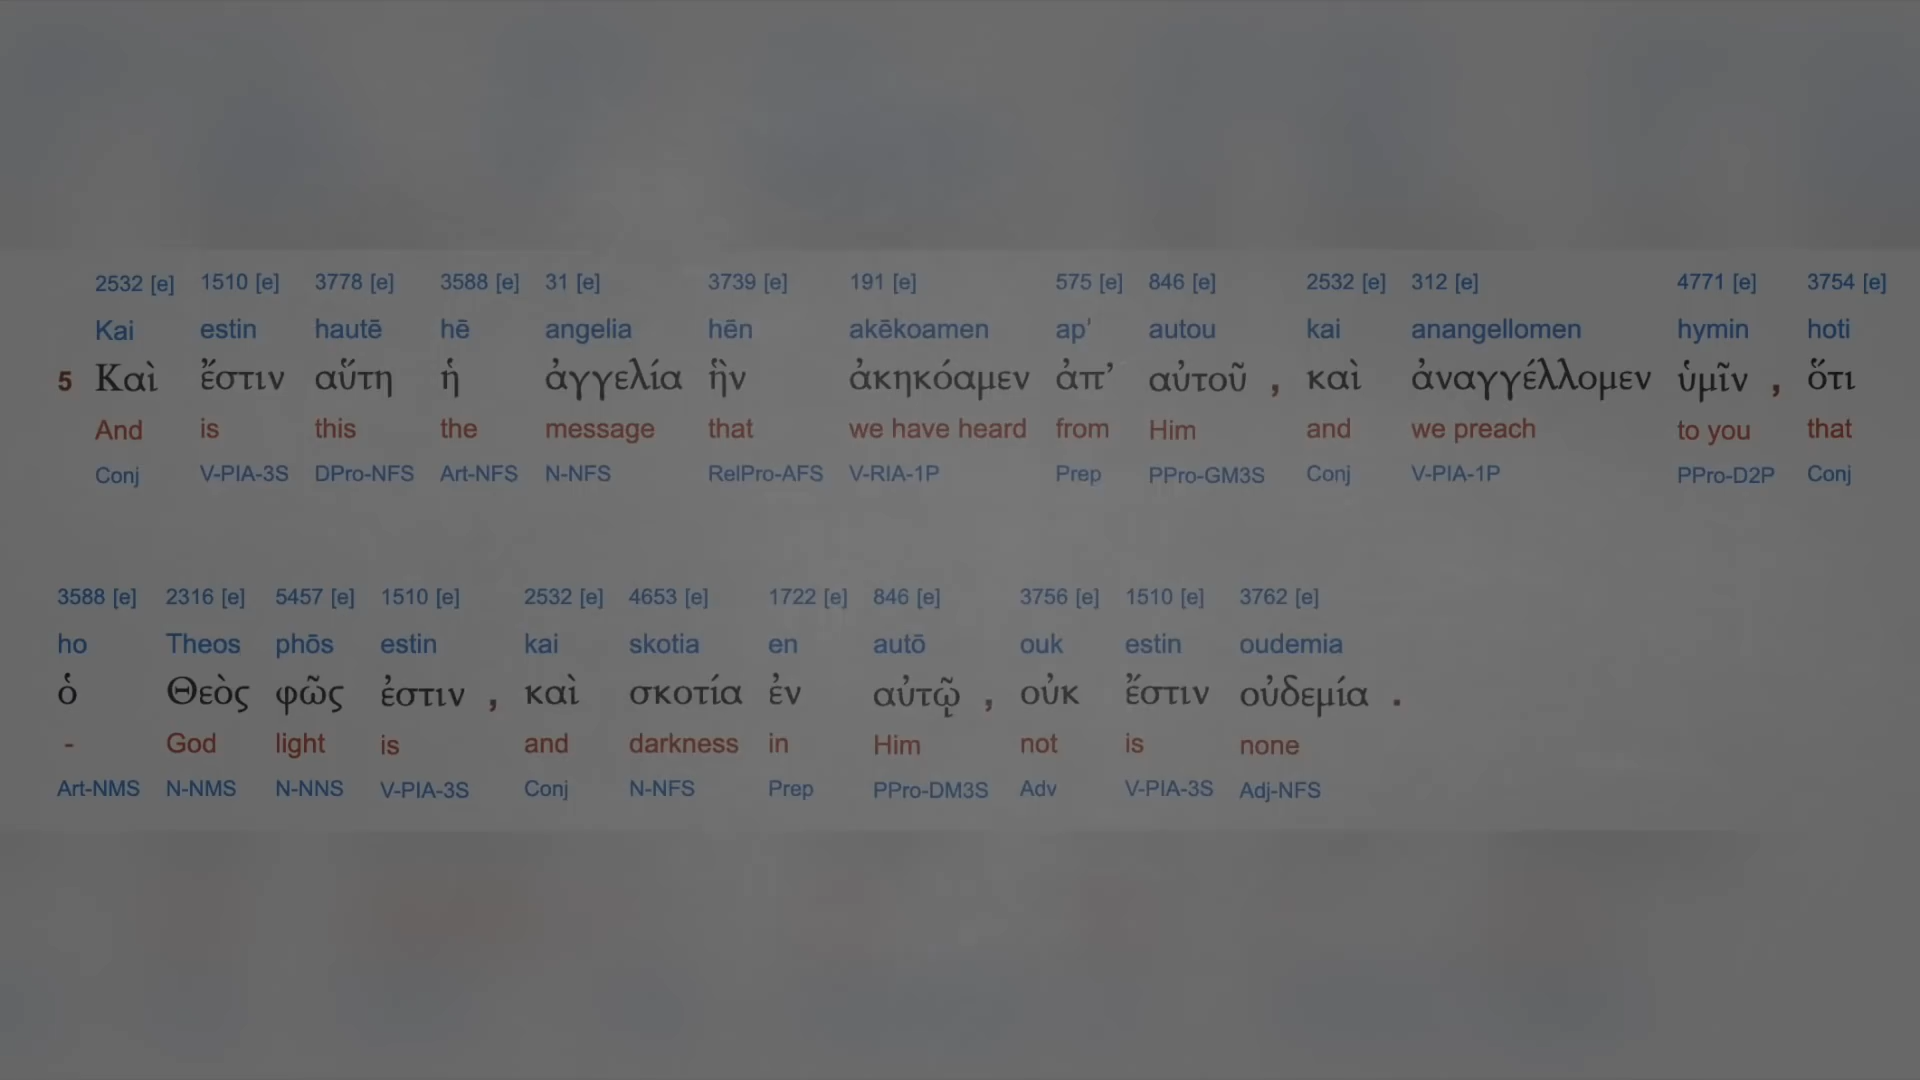 2532 [e] 1510 [e] 3778 [e] 3588 [e] 31 [e] 3739 [e] 191 [e] 575 [e] 846 [e] 2532 [e] 312 [e] 4771 [e] 3754 [e]
Kai estin hautē hē angelia hēn akēkoamen ap' autou kai anangellomen hymin hoti
5 Καὶ ἔστιν αὕτη ἡ ἀγγελία ἣν ἀκηκόαμεν ἀπ’ αὐτοῦ , καὶ ἀναγγέλλομεν ὑμῖν , ὅτι
And is this the message that we have heard from Him and we preach to you that
Conj V-PIA-3S DPro-NFS Art-NFS N-NFS RelPro-AFS V-RIA-1P Prep PPro-GM3S Conj V-PIA-1P PPro-D2P Conj
3588 [e] 2316 [e] 5457 [e] 1510 [e] 2532 [e] 4653 [e] 1722 [e] 846 [e] 3756 [e] 1510 [e] 3762 [e]
ho Theos phōs estin kai skotia en autō ouk estin oudemia
ὁ Θεὸς φῶς ἐστιν , καὶ σκοτία ἐν αὐτῷ , οὐκ ἔστιν οὐδεμία .
- God light is and darkness in Him not is none
Art-NMS N-NMS N-NNS V-PIA-3S Conj N-NFS Prep PPro-DM3S Adv V-PIA-3S Adj-NFS